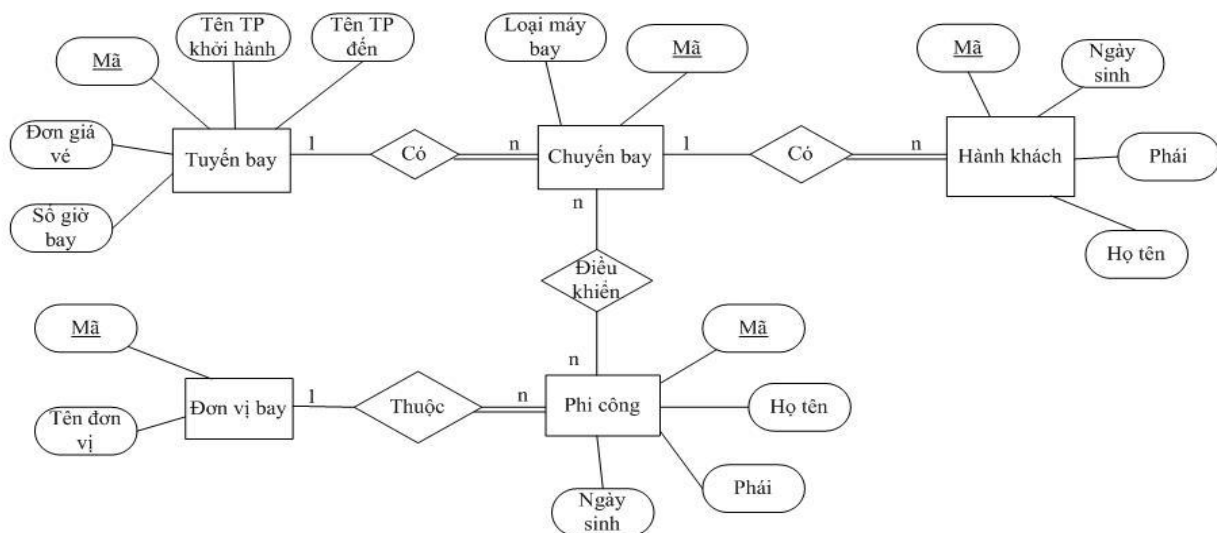 Tên TP
khởi hành
Tên TP
đến
Loại máy
bay
Mã
Mã
Mã
Ngày
sinh
Đơn giá
vé
Tuyến bay
1
Có
n
Chuyến bay
1
Có
n
Hành khách
Phái
Số giờ
bay
n
Họ tên
Điều
khiển
Mã
Mã
n
Đơn vị bay
1
Thuộc
n
Phi công
Họ tên
Tên đơn
vị
Phái
Ngày
sinh